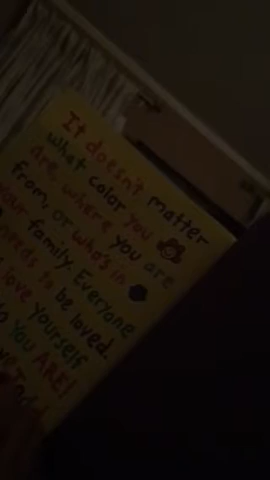 It doesn't matter
what color you
are, where you are
from, or who's in
your family. Everyone
needs to be loved.
love yourself
YOU ARE!